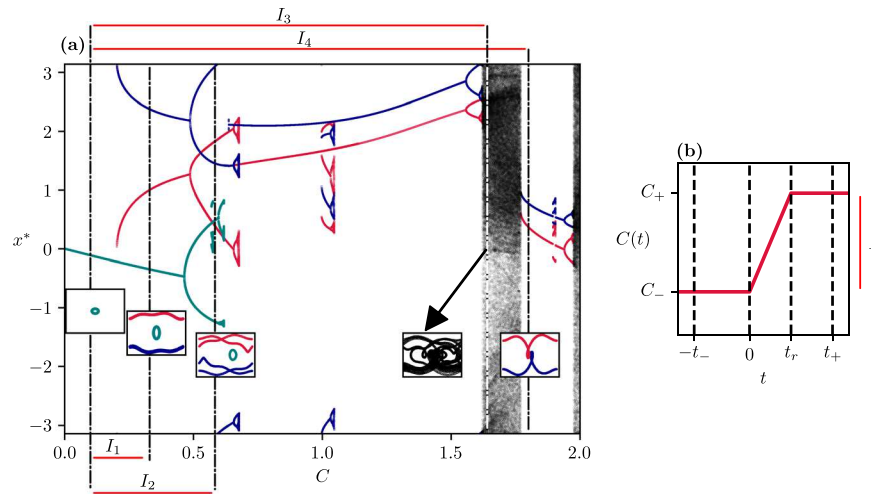 I₃
I₄
(a)
3
2
1
0
−1
−2
−3
x*
0.0
0.5
1.0
1.5
2.0
C
I₁
I₂
(b)
C₊
C(t)
C₋
−t₋
0
tᵣ
t₊
t